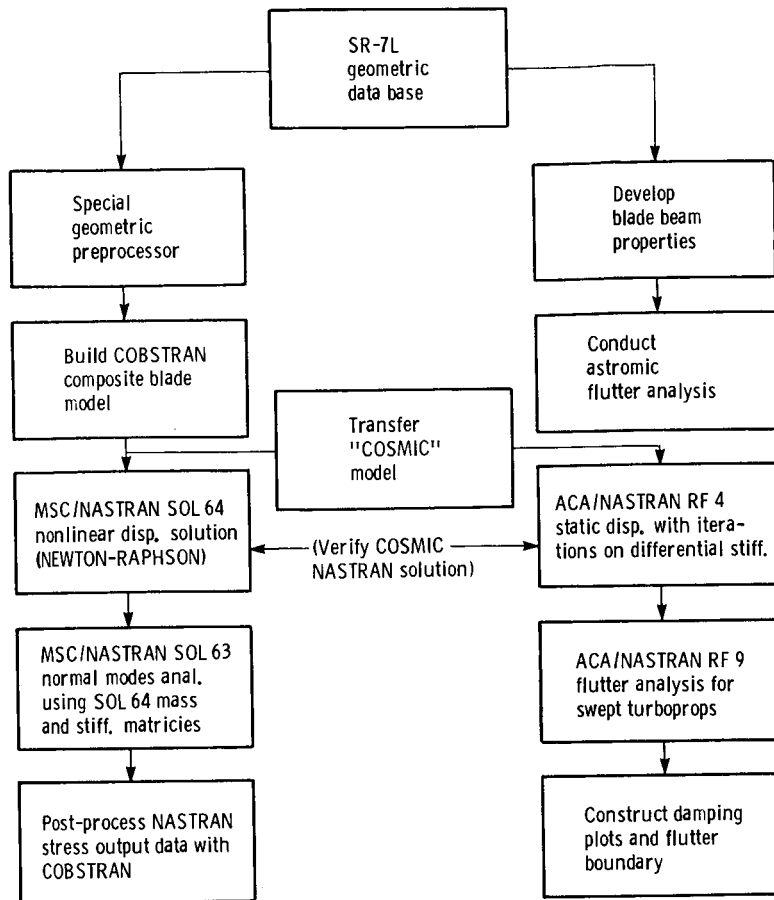 SR-7L
geometric
data base
Special
geometric
preprocessor
Develop
blade beam
properties
Build COBSTRAN
composite blade
model
Conduct
astromic
flutter analysis
Transfer
"COSMIC"
model
MSC/NASTRAN SOL 64
nonlinear disp. solution
(NEWTON-RAPHSON)
(Verify COSMIC
NASTRAN solution)
ACA/NASTRAN RF 4
static disp. with itera-
tions on differential stiff.
MSC/NASTRAN SOL 63
normal modes anal.
using SOL 64 mass
and stiff. matricies
ACA/NASTRAN RF 9
flutter analysis for
swept turboprops
Post-process NASTRAN
stress output data with
COBSTRAN
Construct damping
plots and flutter
boundary